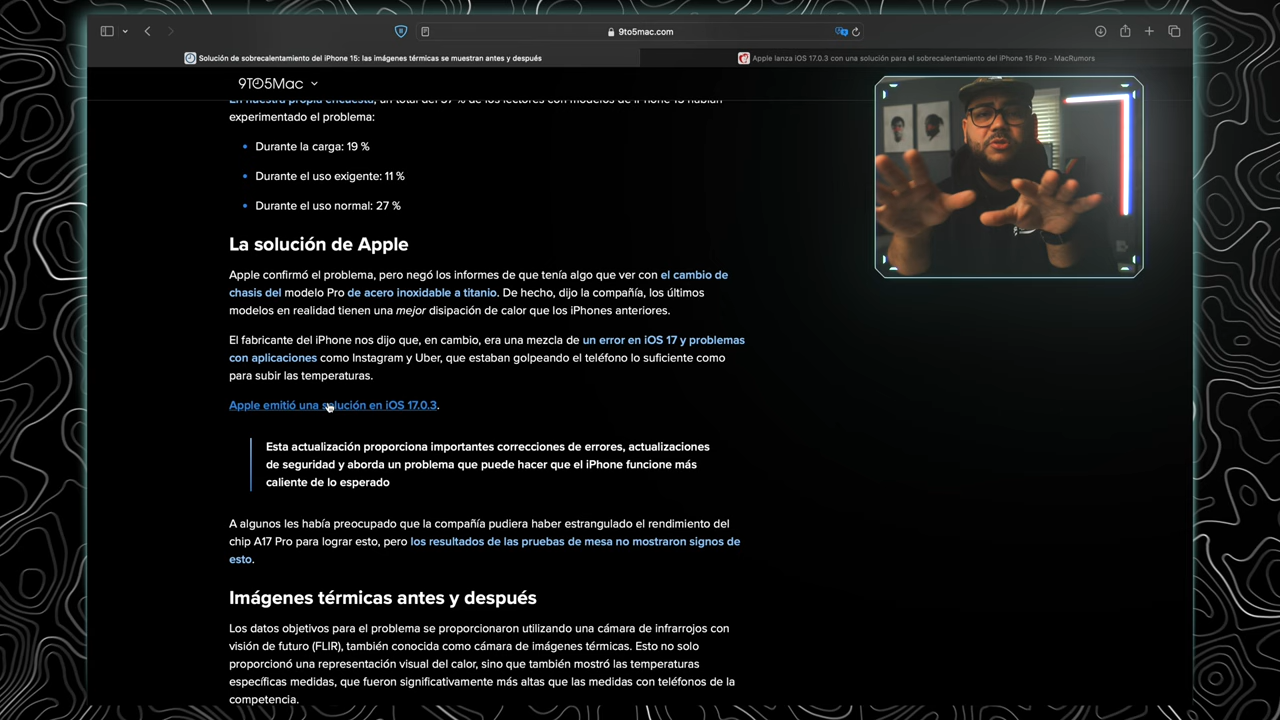 9to5mac.com
Solución de sobrecalentamiento del iPhone 15: las imágenes térmicas se muestran antes y después
Apple lanza iOS 17.0.3 con una solución para el sobrecalentamiento del iPhone 15 Pro - MacRumors
9TO5Mac
experimentado el problema:
Durante la carga: 19 %
Durante el uso exigente: 11 %
Durante el uso normal: 27 %
La solución de Apple
Apple confirmó el problema, pero negó los informes de que tenía algo que ver con el cambio de
chasis del modelo Pro de acero inoxidable a titanio. De hecho, dijo la compañía, los últimos
modelos en realidad tienen una mejor disipación de calor que los iPhones anteriores.
El fabricante del iPhone nos dijo que, en cambio, era una mezcla de un error en iOS 17 y problemas
con aplicaciones como Instagram y Uber, que estaban golpeando el teléfono lo suficiente como
para subir las temperaturas.
Apple emitió una solución en iOS 17.0.3.
Esta actualización proporciona importantes correcciones de errores, actualizaciones
de seguridad y aborda un problema que puede hacer que el iPhone funcione más
caliente de lo esperado
A algunos les había preocupado que la compañía pudiera haber estrangulado el rendimiento del
chip A17 Pro para lograr esto, pero los resultados de las pruebas de mesa no mostraron signos de
esto.
Imágenes térmicas antes y después
Los datos objetivos para el problema se proporcionaron utilizando una cámara de infrarrojos con
visión de futuro (FLIR), también conocida como cámara de imágenes térmicas. Esto no solo
proporcionó una representación visual del calor, sino que también mostró las temperaturas
específicas medidas, que fueron significativamente más altas que las medidas con teléfonos de la
competencia.